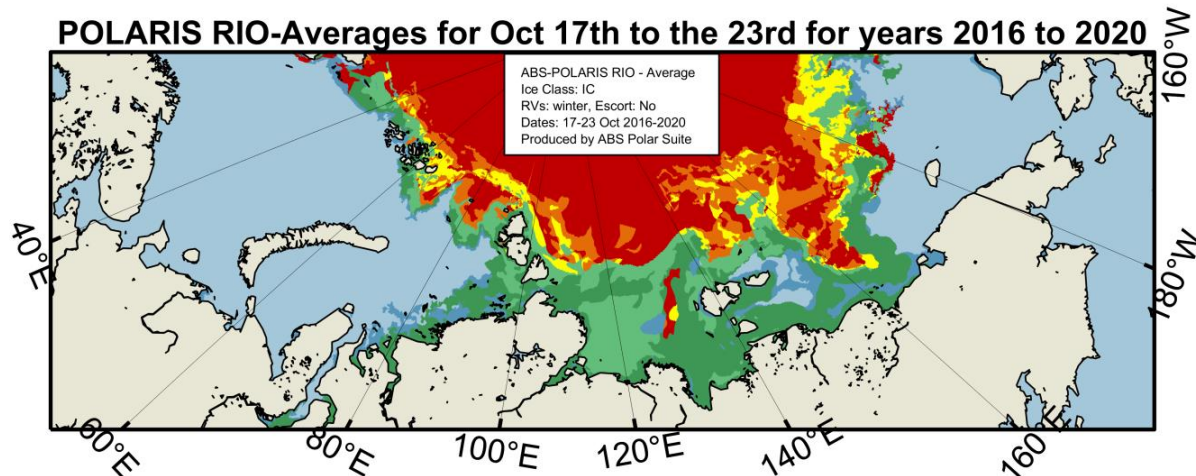 POLARIS RIO-Averages for Oct 17th to the 23rd for years 2016 to 2020
ABS-POLARIS RIO - Average
Ice Class: IC
RVs: winter, Escort: No
Dates: 17-23 Oct 2016-2020
Produced by ABS Polar Suite
160°W
40°E
180°W
60°E
80°E
100°E
120°E
140°E
160°E